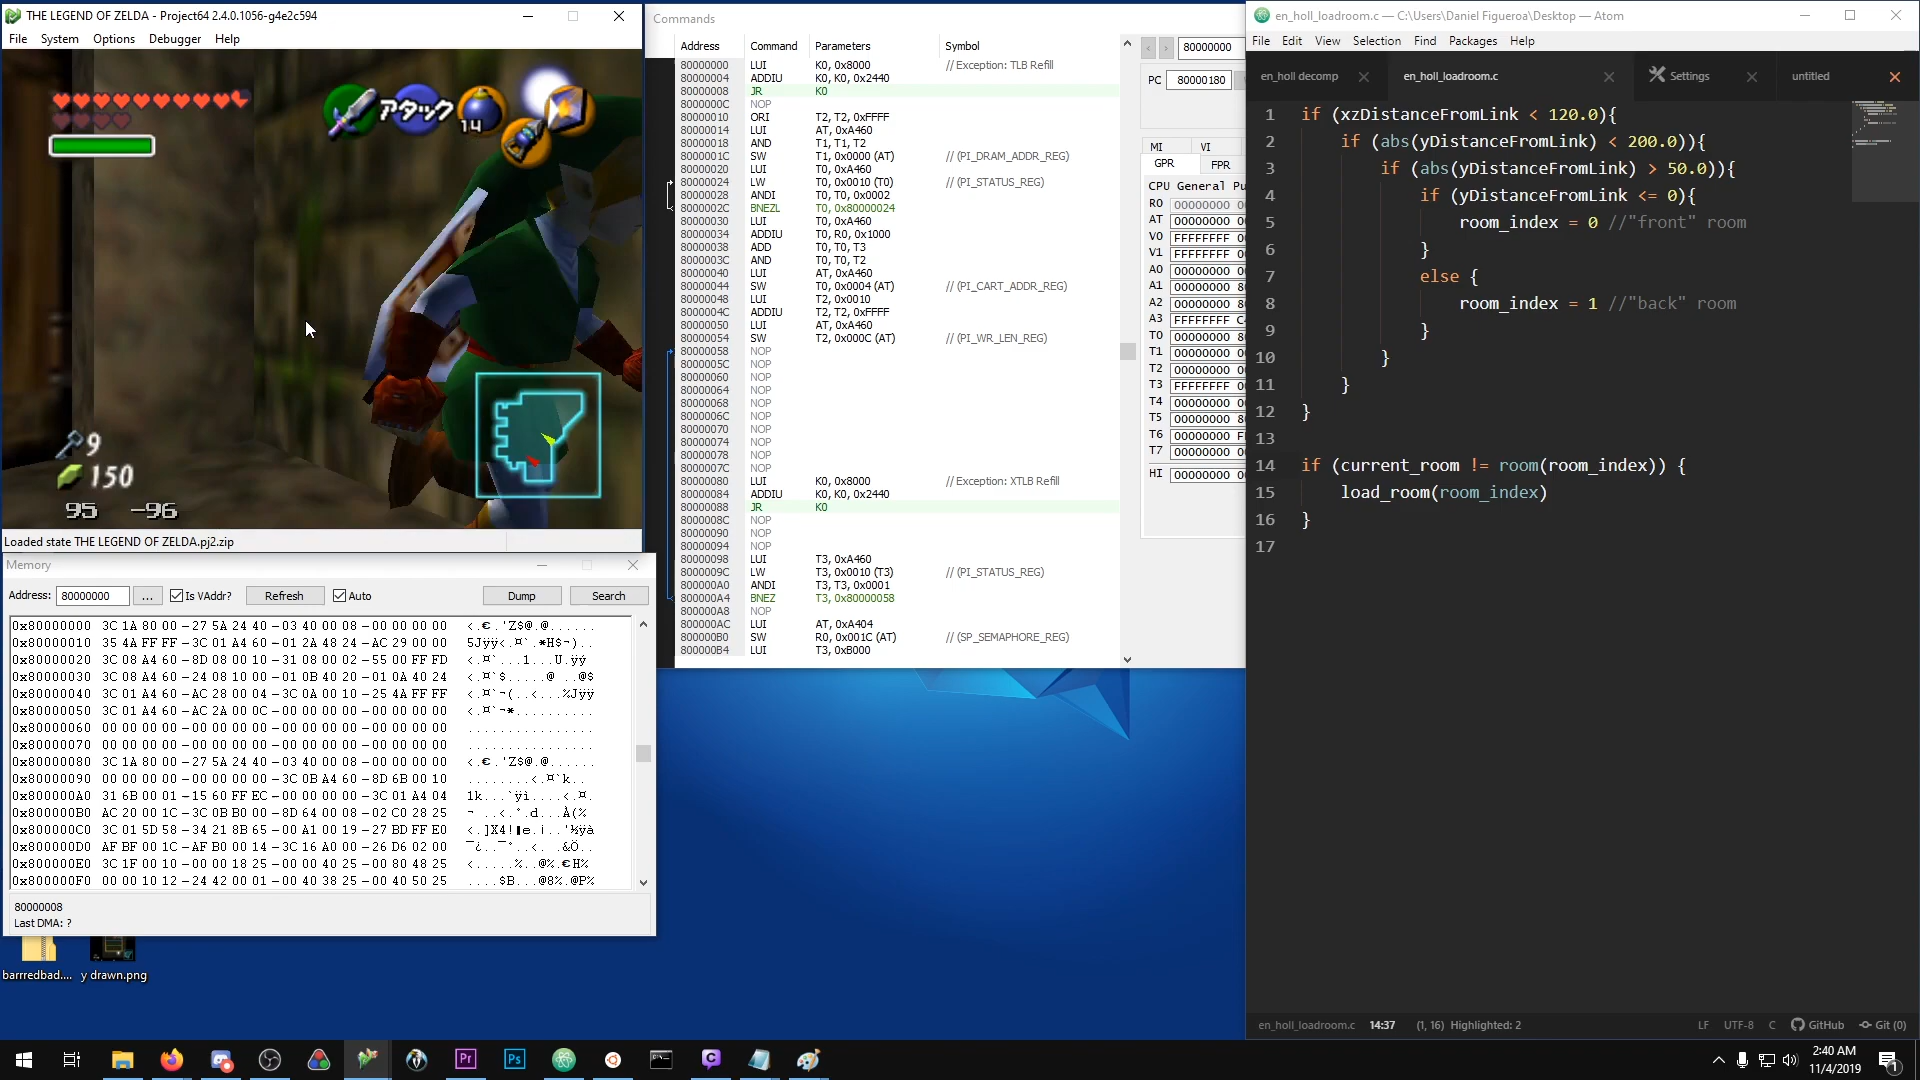 THE LEGEND OF ZELDA - Project64 2.4.0.1056-g4e2c594
File System Options Debugger Help
アタック
14
9
150
95 -96
Loaded state THE LEGEND OF ZELDA.pj2.zip
Commands
Address Command Parameters Symbol
80000000 LUI K0, 0x8000 // Exception: TLB Refill
80000004 ADDIU K0, K0, 0x2440
80000008 JR K0
8000000C NOP
80000010 ORI T2, T2, 0xFFFF
80000014 LUI AT, 0xA460
80000018 AND T1, T1, T2
8000001C SW T1, 0x0000 (AT) // (PI_DRAM_ADDR_REG)
80000020 LUI T0, 0xA460
80000024 LW T0, 0x0010 (T0) // (PI_STATUS_REG)
80000028 ANDI T0, T0, 0x0002
8000002C BNEZL T0, 0x80000024
80000030 LUI T0, 0xA460
80000034 ADDIU T0, R0, 0x1000
80000038 ADD T0, T0, T3
8000003C AND T0, T0, T2
80000040 LUI AT, 0xA460
80000044 SW T0, 0x0004 (AT) // (PI_CART_ADDR_REG)
80000048 LUI T2, 0x0010
8000004C ADDIU T2, T2, 0xFFFF
80000050 LUI AT, 0xA460
80000054 SW T2, 0x000C (AT) // (PI_WR_LEN_REG)
80000058 NOP
8000005C NOP
80000060 NOP
80000064 NOP
80000068 NOP
8000006C NOP
80000070 NOP
80000074 NOP
80000078 NOP
8000007C NOP
80000080 LUI K0, 0x8000 // Exception: XTLB Refill
80000084 ADDIU K0, K0, 0x2440
80000088 JR K0
8000008C NOP
80000090 NOP
80000094 NOP
80000098 LUI T3, 0xA460
8000009C LW T3, 0x0010 (T3) // (PI_STATUS_REG)
800000A0 ANDI T3, T3, 0x0001
800000A4 BNEZ T3, 0x80000058
800000A8 NOP
800000AC LUI AT, 0xA404
800000B0 SW R0, 0x001C (AT) // (SP_SEMAPHORE_REG)
800000B4 LUI T3, 0xB000
80000000
PC 80000180
MI VI
GPR FPR
CPU General Pu
R0 00000000 0
AT 00000000 0
V0 FFFFFFFF 0
V1 FFFFFFFF 0
A0 00000000 0
A1 00000000 8
A2 00000000 8
A3 FFFFFFFF C
T0 00000000 8
T1 00000000 0
T2 00000000 0
T3 FFFFFFFF 0
T4 00000000 0
T5 00000000 8
T6 00000000 F
T7 00000000 0
HI 00000000 0
Memory
Address: 80000000 ... Is VAddr? Refresh Auto Dump Search
0x80000000 3C 1A 80 00-27 5A 24 40-03 40 00 08-00 00 00 00 <.€.'Z$@.@......
0x80000010 35 4A FF FF-3C 01 A4 60-01 2A 48 24-AC 29 00 00 5Jÿÿ<.¤`.*H$¬)..
0x80000020 3C 08 A4 60-8D 08 00 10-31 08 00 02-55 00 FF FD
0x80000030 3C 08 A4 60-24 08 10 00-01 0B 40 20-01 0A 40 24
0x80000040 3C 01 A4 60-AC 28 00 04-3C 0A 00 10-25 4A FF FF <.¤`¬(..<...%Jÿÿ
0x80000050 3C 01 A4 60-AC 2A 00 0C-00 00 00 00-00 00 00 00 <.¤`¬*..........
0x80000060 00 00 00 00-00 00 00 00-00 00 00 00-00 00 00 00 ................
0x80000070 00 00 00 00-00 00 00 00-00 00 00 00-00 00 00 00 ................
0x80000080 3C 1A 80 00-27 5A 24 40-03 40 00 08-00 00 00 00 <.€.'Z$@.@......
0x80000090 00 00 00 00-00 00 00 00-3C 0B A4 60-8D 6B 00 10 ........<.¤`k..
0x800000A0 31 6B 00 01-15 60 FF EC-00 00 00 00-3C 01 A4 04 1k...`ÿì....<.¤.
0x800000B0 AC 20 00 1C-3C 0B B0 00-8D 64 00 08-02 C0 28 25
0x800000C0 3C 01 5D 58-34 21 8B 65-00 A1 00 19-27 BD FF E0
0x800000D0 AF BF 00 1C-AF B0 00 14-3C 16 A0 00-26 D6 02 00
0x800000E0 3C 1F 00 10-00 00 18 25-00 00 40 25-00 80 48 25 <......%..@%.€H%
0x800000F0 00 00 10 12-24 42 00 01-00 40 38 25-00 40 50 25 ....$B...@8%.@P%
80000008
Last DMA: ?
barrredbad.... y drawn.png
en_holl_loadroom.c — C:\Users\Daniel Figueroa\Desktop — Atom
File Edit View Selection Find Packages Help
en_holl decomp en_holl_loadroom.c Settings untitled
1 if (xzDistanceFromLink < 120.0){
2 if (abs(yDistanceFromLink) < 200.0)){
3 if (abs(yDistanceFromLink) > 50.0)){
4 if (yDistanceFromLink <= 0){
5 room_index = 0 //"front" room
6 }
7 else {
8 room_index = 1 //"back" room
9 }
10 }
11 }
12 }
13
14 if (current_room != room(room_index)) {
15 load_room(room_index)
16 }
17
en_holl_loadroom.c 14:37 (1, 16) Highlighted: 2 LF UTF-8 C GitHub Git (0)
Pr Ps
2:40 AM
11/4/2019
1